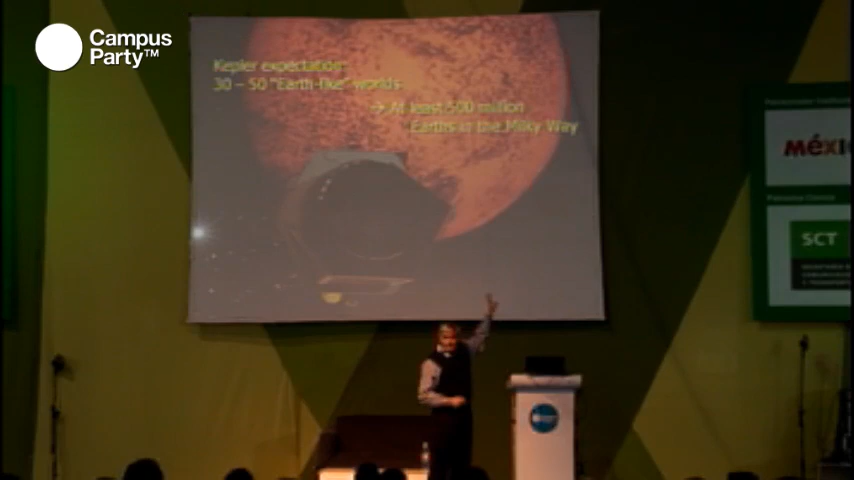 Campus
Party™
Kepler expectation:
30 – 50 "Earth-like" worlds
→ At least 500 million
Earths in the Milky Way
MÉXI
SCT